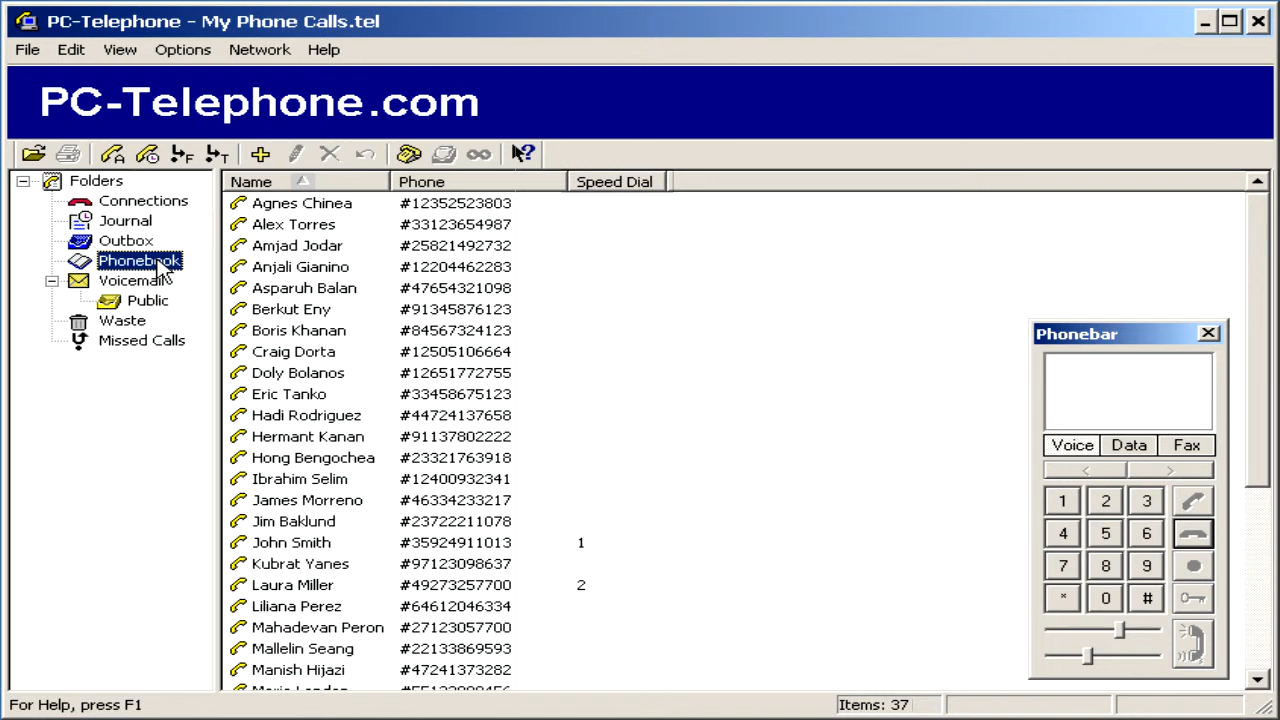 PC-Telephone - My Phone Calls.tel
File Edit View Options Network Help
PC-Telephone.com
Folders
Connections
Journal
Outbox
Phonebook
Voicemail
Public
Waste
Missed Calls
Name Phone Speed Dial
Agnes Chinea #12352523803
Alex Torres #33123654987
Amjad Jodar #25821492732
Anjali Gianino #12204462283
Asparuh Balan #47654321098
Berkut Eny #91345876123
Boris Khanan #84567324123
Craig Dorta #12505106664
Doly Bolanos #12651772755
Eric Tanko #33458675123
Hadi Rodriguez #44724137658
Hermant Kanan #91137802222
Hong Bengochea #23321763918
Ibrahim Selim #12400932341
James Morreno #46334233217
Jim Baklund #23722211078
John Smith #35924911013 1
Kubrat Yanes #97123098637
Laura Miller #49273257700 2
Liliana Perez #64612046334
Mahadevan Peron #27123057700
Mallelin Seang #22133869593
Manish Hijazi #47241373282
Phonebar
Voice Data Fax
< >
1 2 3
4 5 6
7 8 9
* 0 #
For Help, press F1
Items: 37